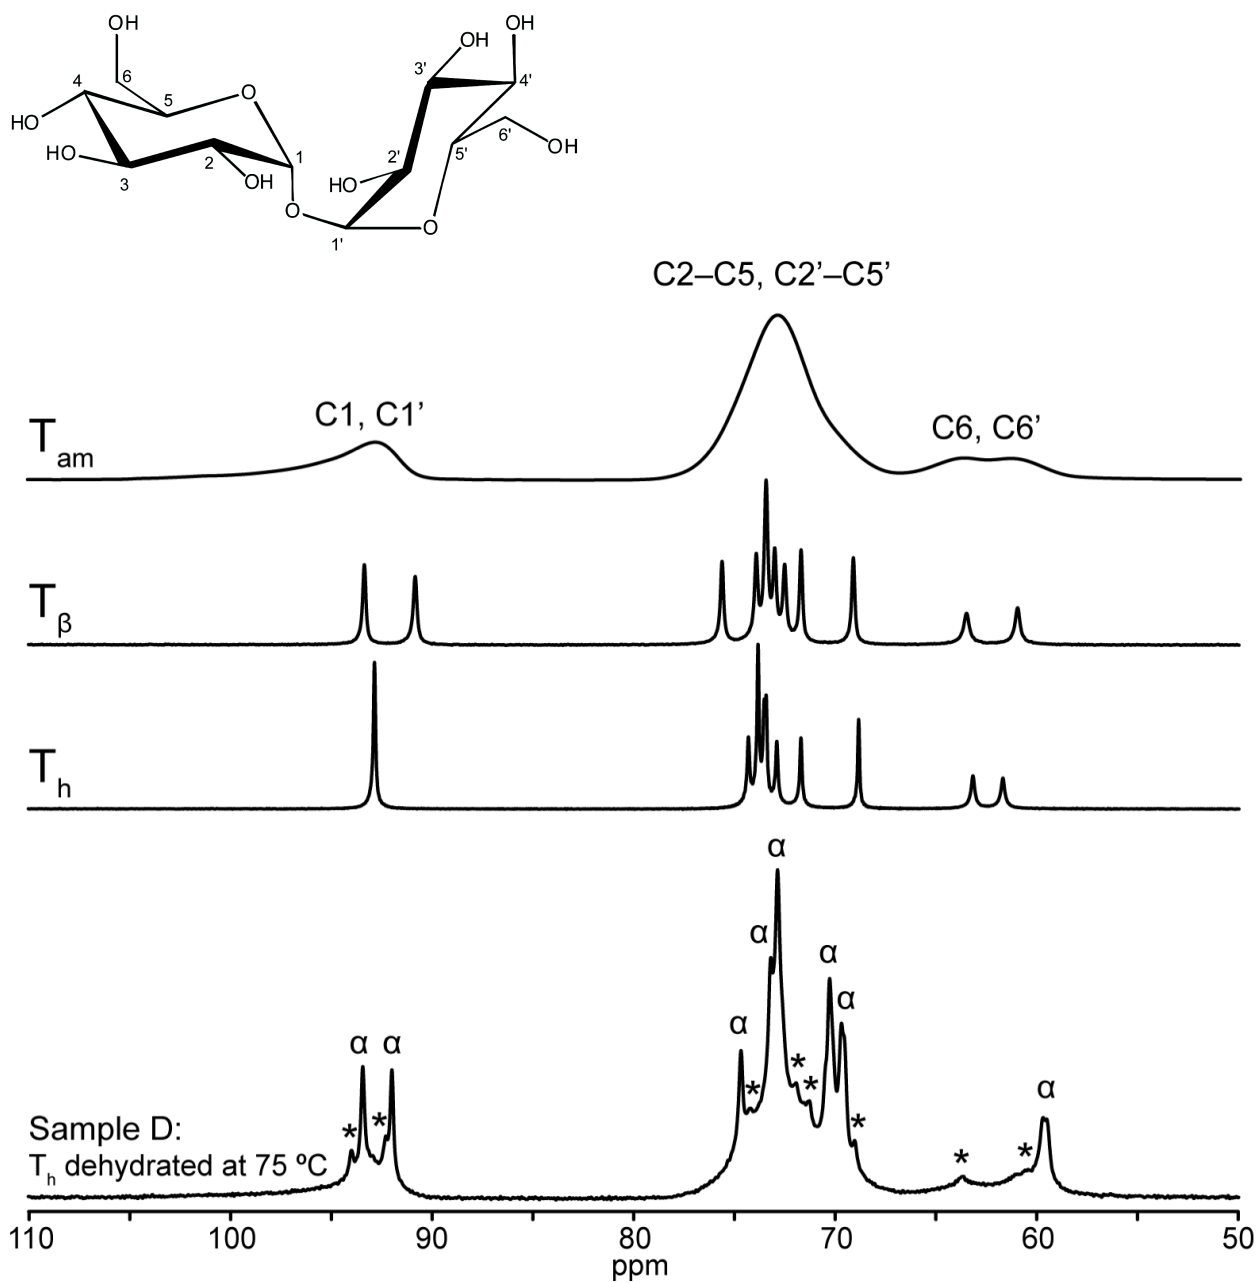 OH
OH
OH
6
4
5
O
3'
4'
HO
HO
2
1
3
OH
HO
2'
5'
6'
OH
O
1'
O
C2–C5, C2’–C5’
C1, C1’
C6, C6’
Tam
Tβ
Th
α
α
α
α
α
α
α
α
*
*
*
*
*
*
*
*
Sample D:
Th dehydrated at 75 ºC
110 100 90 80 70 60 50
ppm